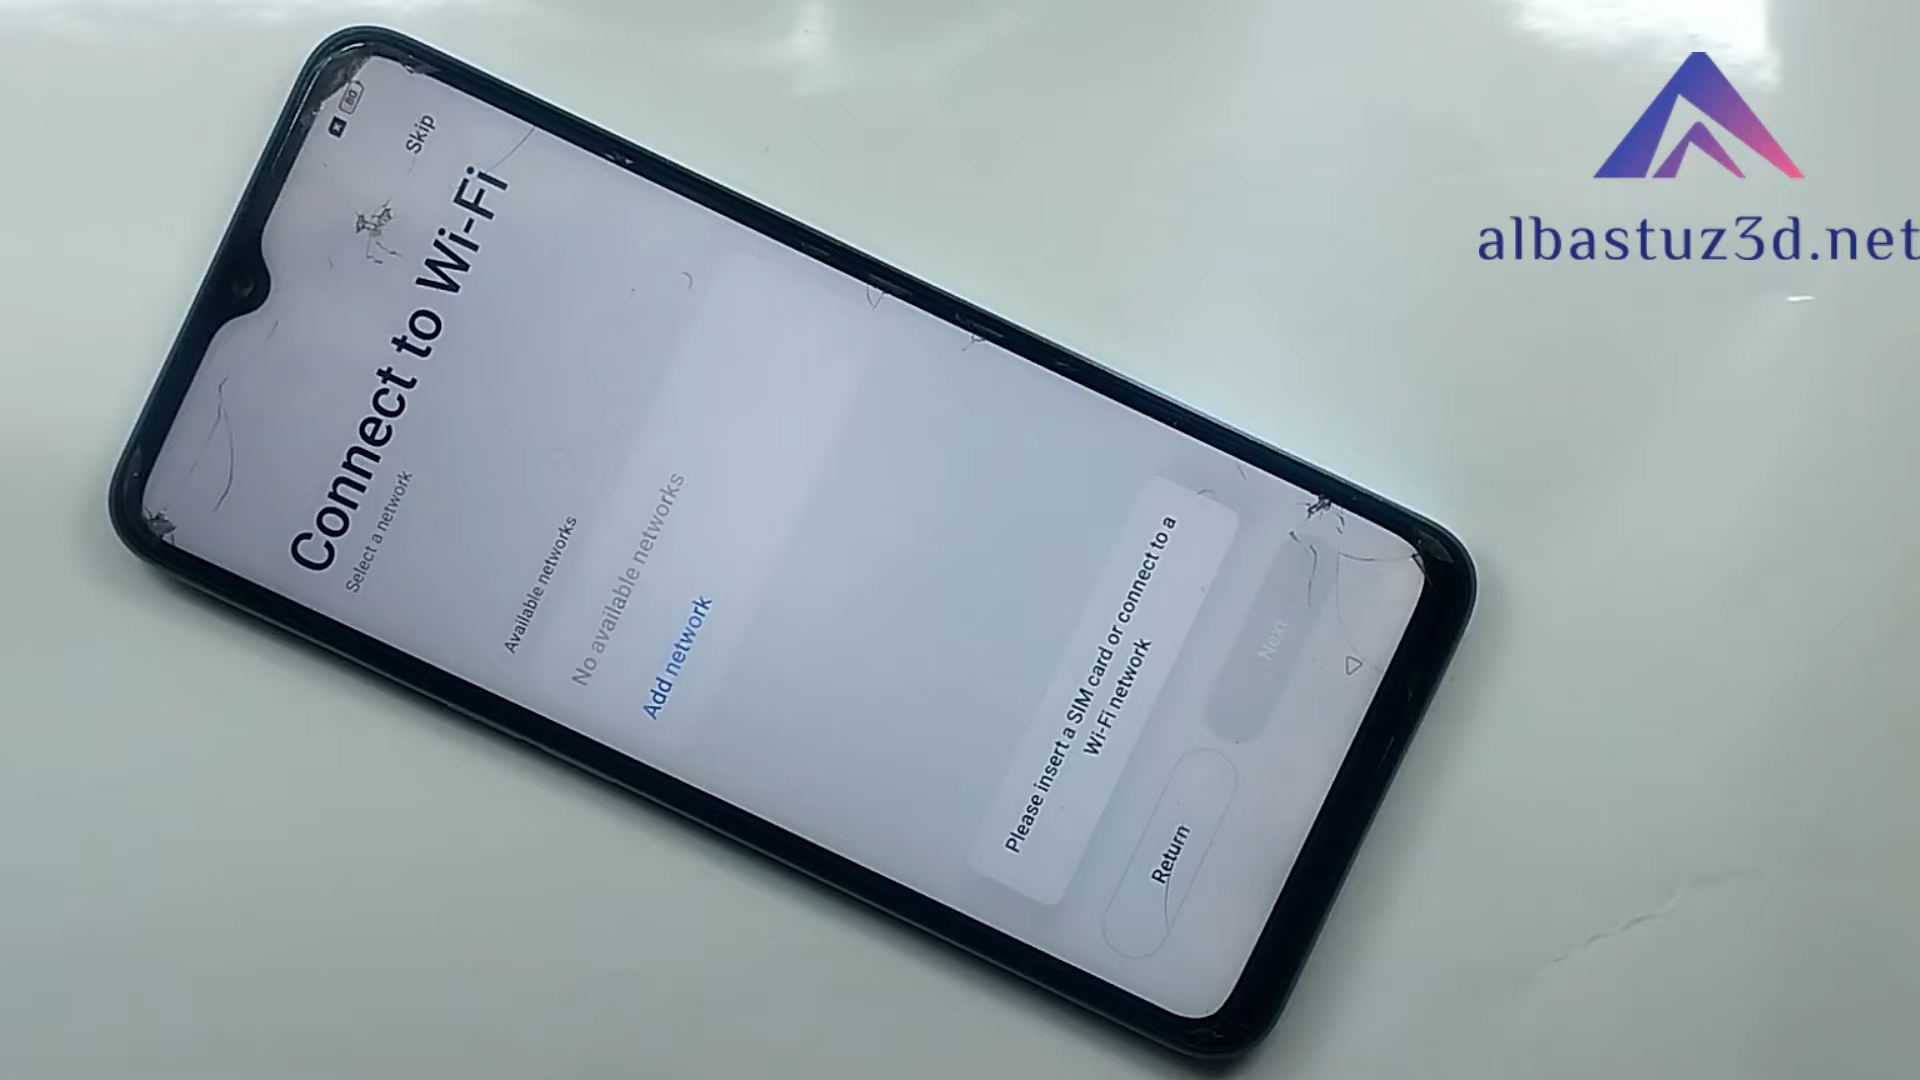 80
Skip
Connect to Wi-Fi
Select a network
Available networks
No available networks
Add network
Please insert a SIM card or connect to a
Wi-Fi network
Return
Next
albastuz3d.net